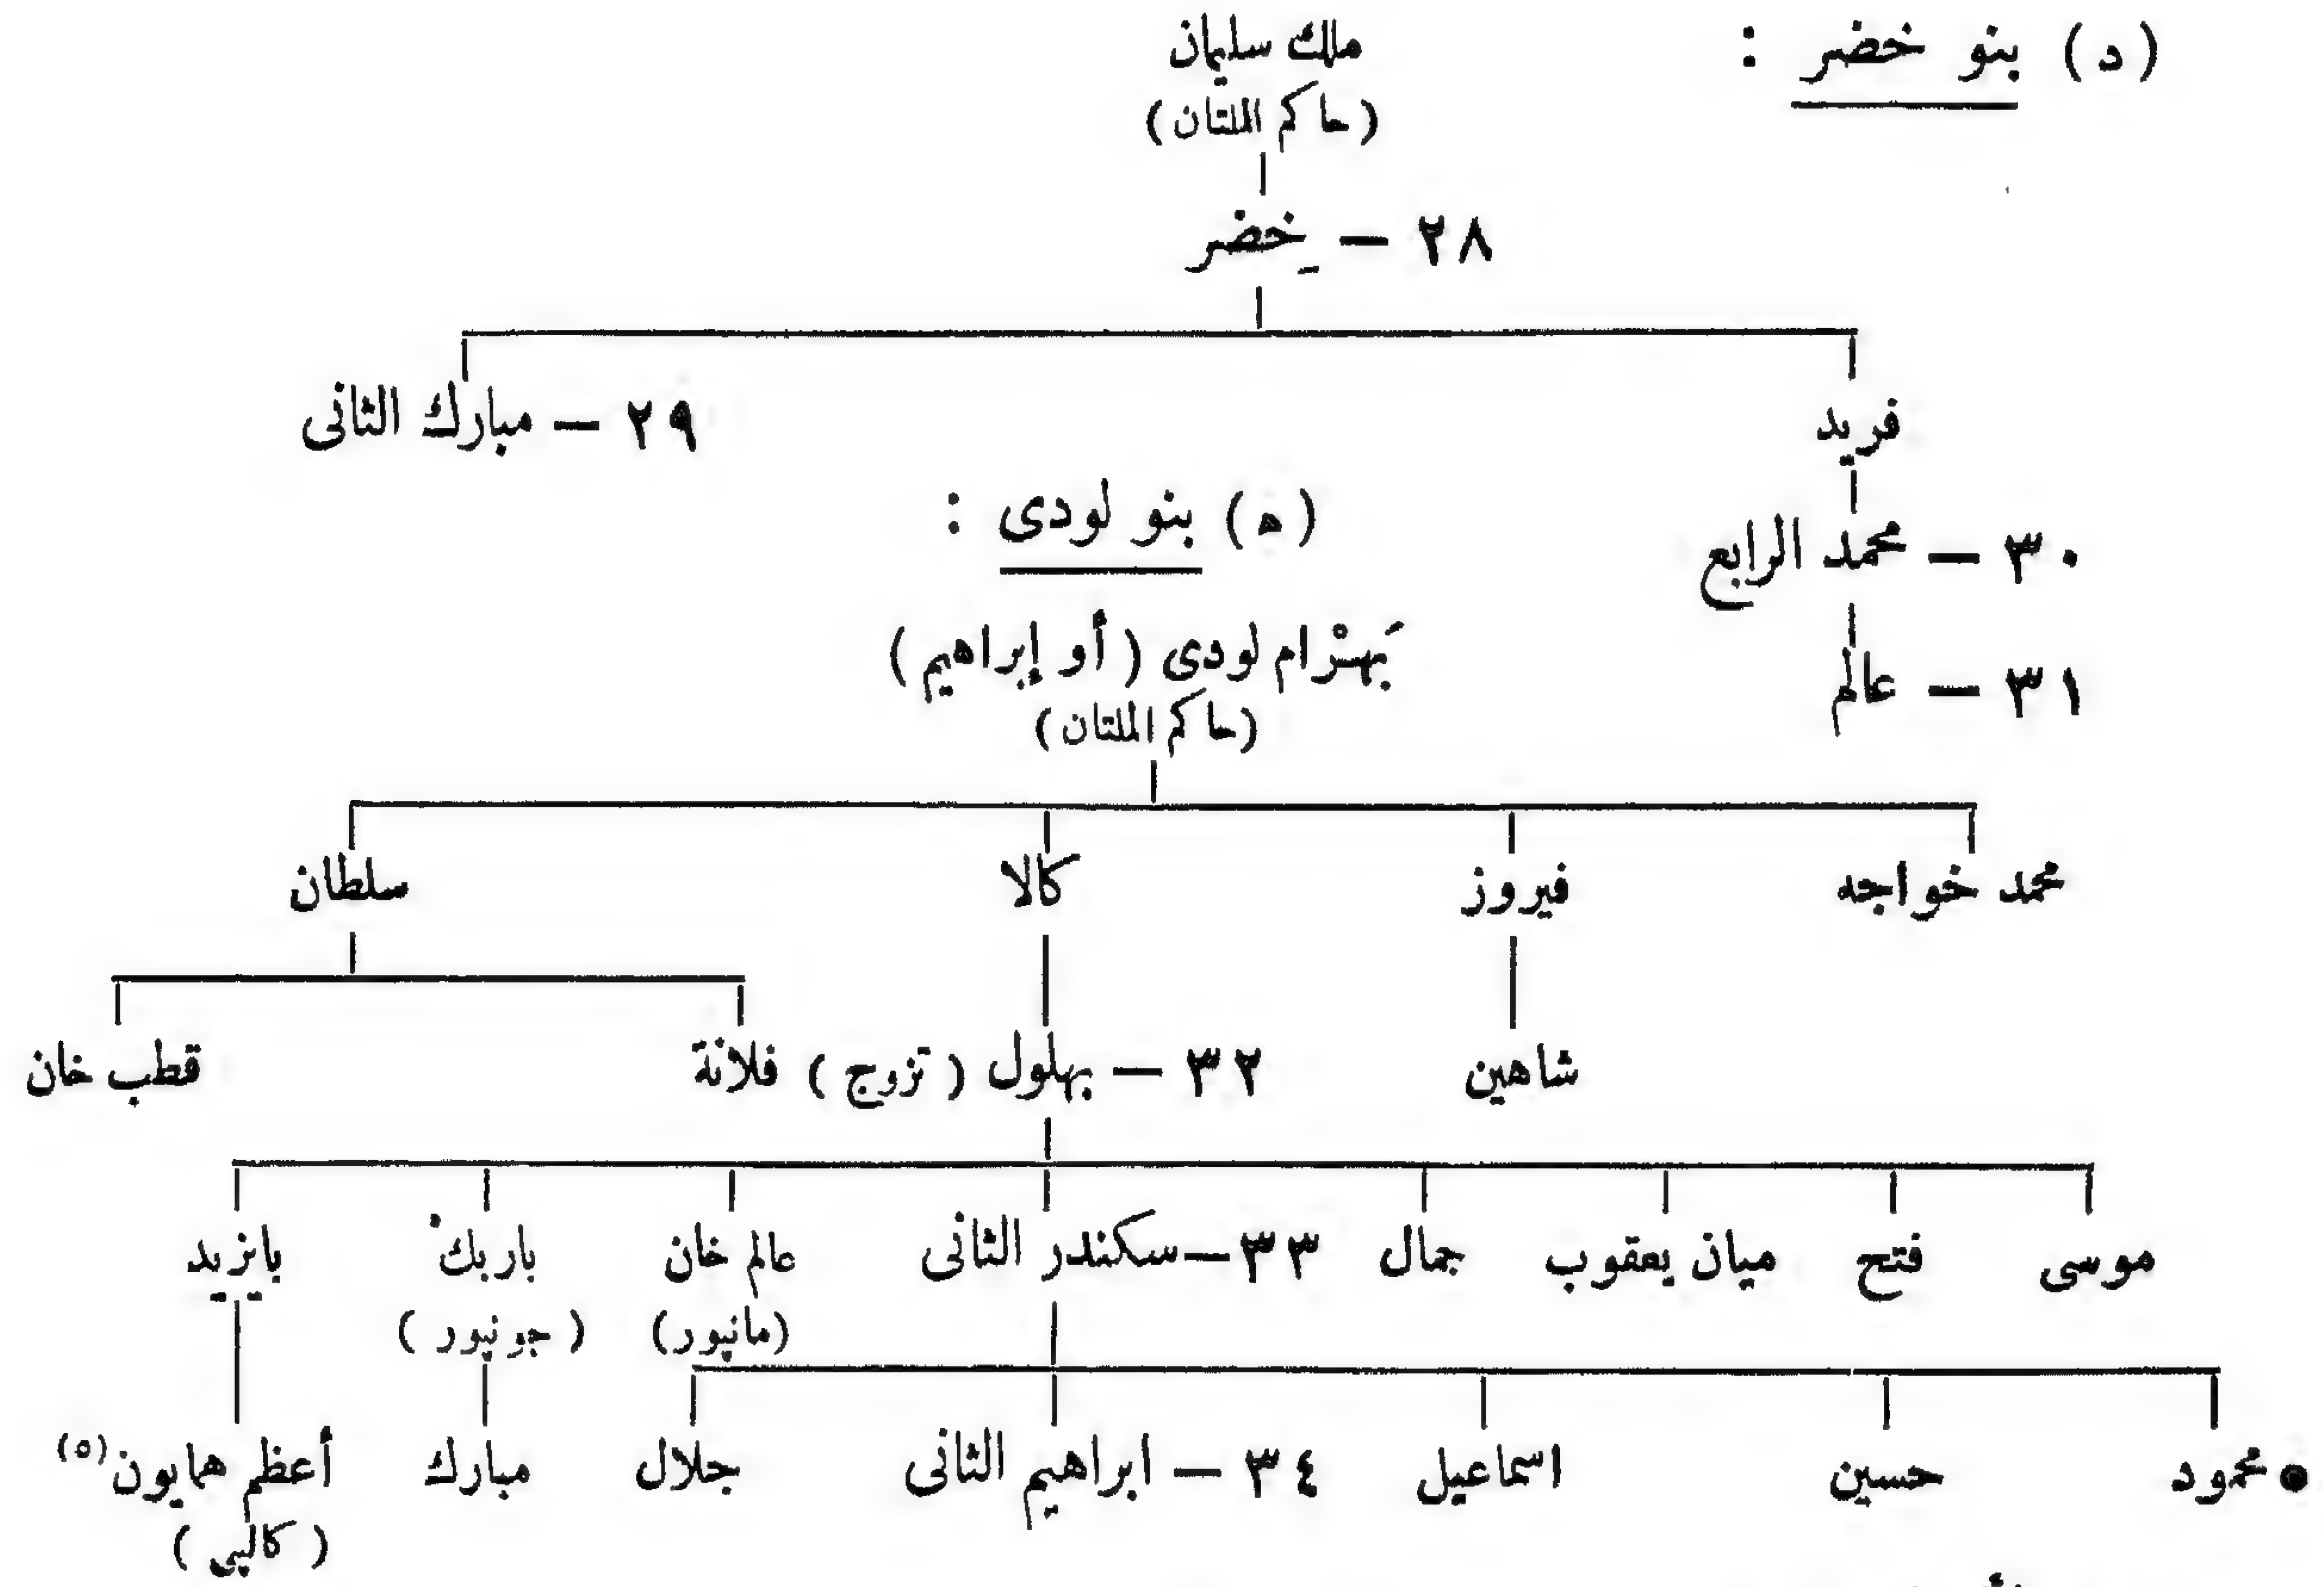 (د) بنو خضر :
ملك سليمان
(حاكم الملتان)
٢٨ — خِضر
فريد
٢٩ — مبارك الثانى
٣٠ — محمد الرابع
٣١ — عالم
(ه) بنو لودى :
بَهْرام لودى (أو إبراهيم)
(حاكم الملتان)
محمد خواجه
فيروز
كالا
سلطان
شاهين
٣٢ — بهلول (تزوج) فلانة
قطب خان
موسى
فتح
ميان يعقوب
جمال
٣٣ — سكندر الثانى
عالم خان
(مانپور)
باربك
(جونپور)
بايزيد
• محمود
حسين
اسماعيل
٣٤ — ابراهيم الثانى
جلال
مبارك
أعظم همايون (٥)
(كالپى)